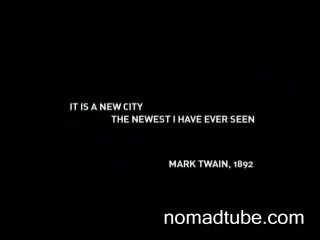 IT IS A NEW CITY
THE NEWEST I HAVE EVER SEEN
MARK TWAIN, 1892
nomadtube.com